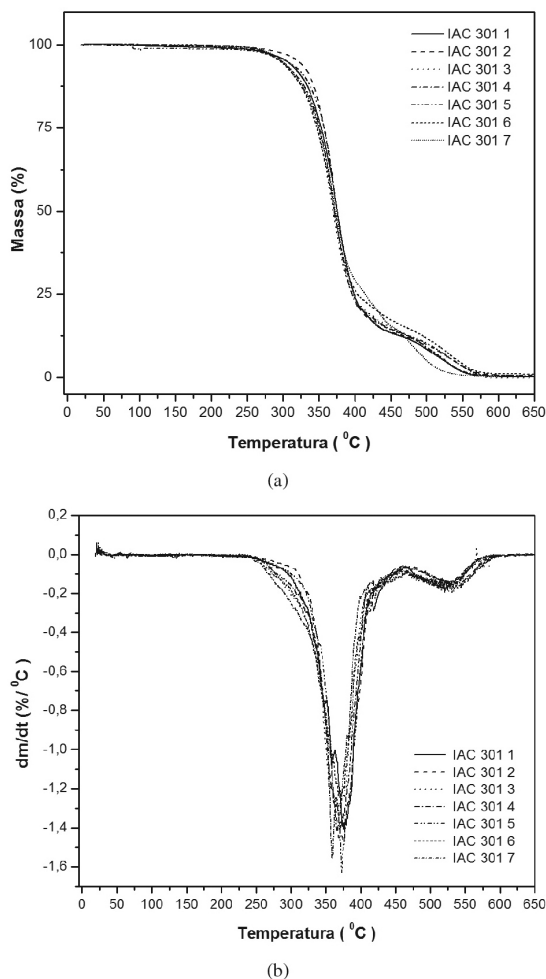 100
75
50
25
0
Massa (%)
IAC 301 1
IAC 301 2
IAC 301 3
IAC 301 4
IAC 301 5
IAC 301 6
IAC 301 7
0 50 100 150 200 250 300 350 400 450 500 550 600 650
Temperatura ( ⁰C )
(a)
0,2
0,0
-0,2
-0,4
-0,6
-0,8
-1,0
-1,2
-1,4
-1,6
dm/dt (%/ ⁰C)
IAC 301 1
IAC 301 2
IAC 301 3
IAC 301 4
IAC 301 5
IAC 301 6
IAC 301 7
0 50 100 150 200 250 300 350 400 450 500 550 600 650
Temperatura ( ⁰C )
(b)